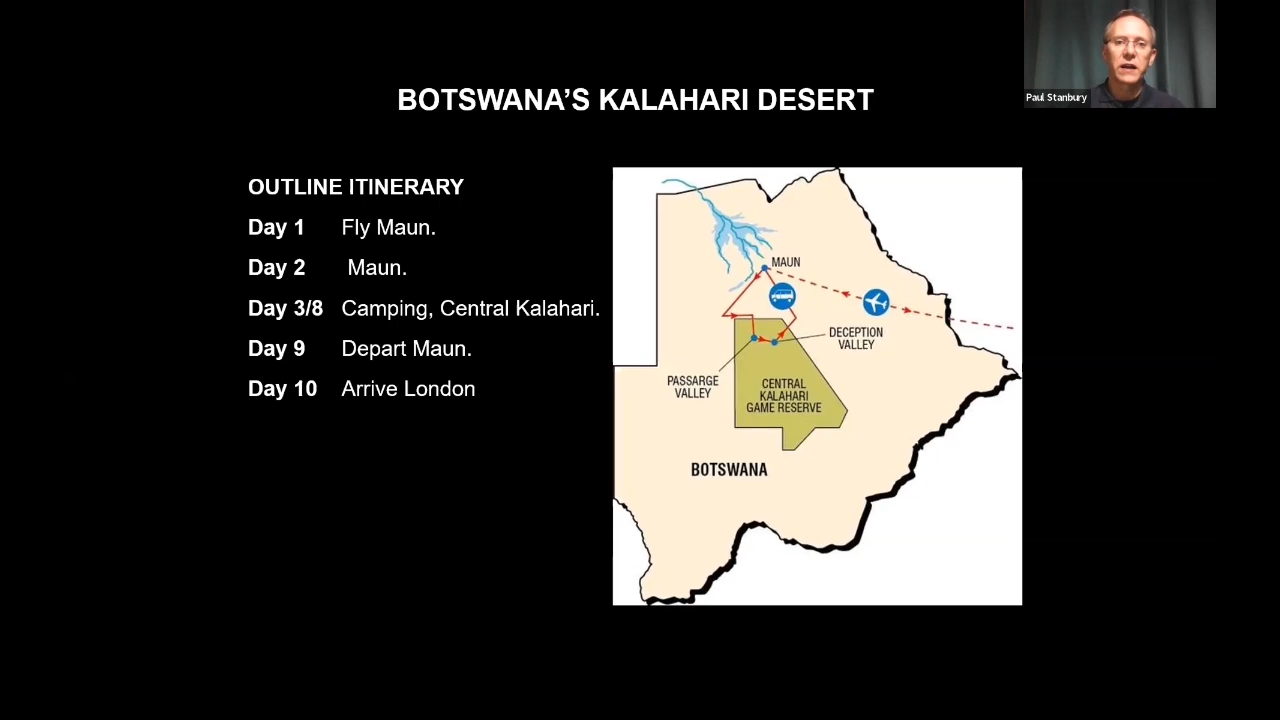 Paul Stanbury
BOTSWANA’S KALAHARI DESERT
OUTLINE ITINERARY
Day 1 Fly Maun.
Day 2 Maun.
Day 3/8 Camping, Central Kalahari.
Day 9 Depart Maun.
Day 10 Arrive London
MAUN
DECEPTION
VALLEY
PASSARGE
VALLEY
CENTRAL
KALAHARI
GAME RESERVE
BOTSWANA